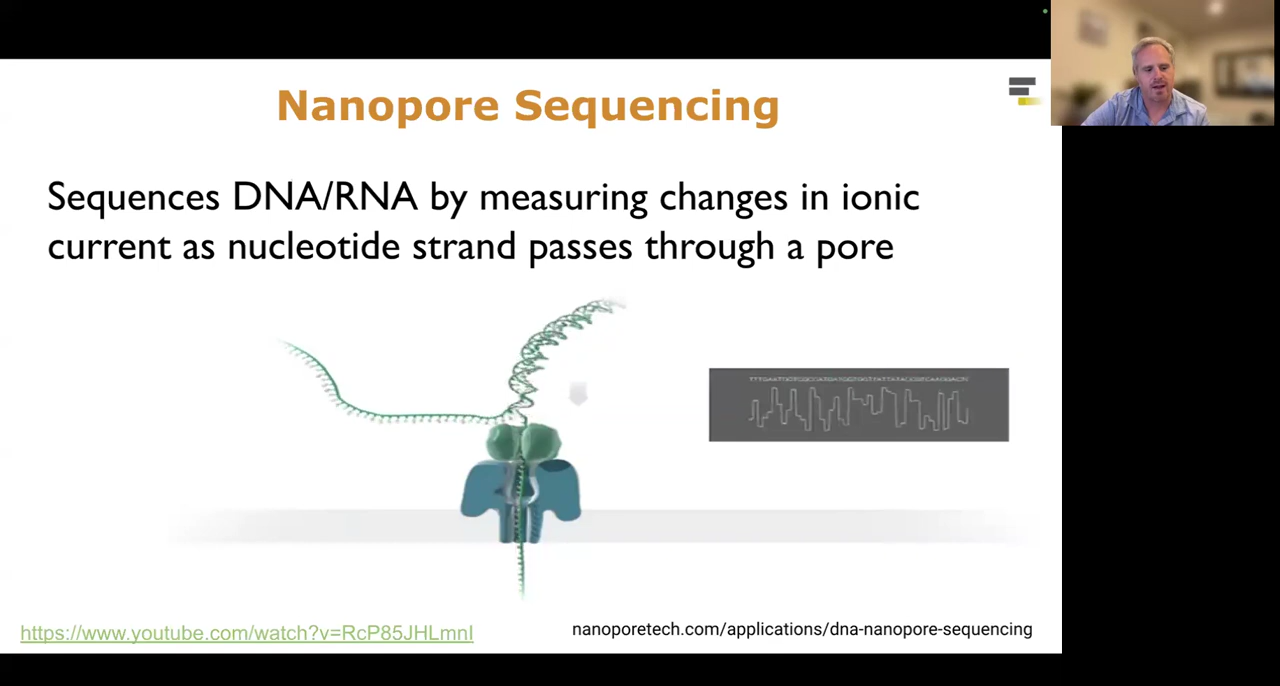 Nanopore Sequencing
Sequences DNA/RNA by measuring changes in ionic
current as nucleotide strand passes through a pore
https://www.youtube.com/watch?v=RcP85JHLmnI
nanoporetech.com/applications/dna-nanopore-sequencing